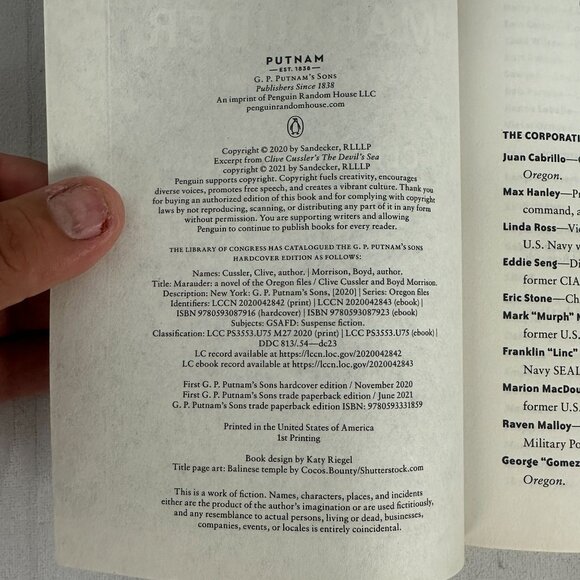 PUTNAM
— EST. 1838 —
G. P. PUTNAM'S SONS
Publishers Since 1838
An imprint of Penguin Random House LLC
penguinrandomhouse.com
Copyright © 2020 by Sandecker, RLLLP
Excerpt from Clive Cussler's The Devil's Sea
copyright © 2021 by Sandecker, RLLLP
Penguin supports copyright. Copyright fuels creativity, encourages
diverse voices, promotes free speech, and creates a vibrant culture. Thank you
for buying an authorized edition of this book and for complying with copyright
laws by not reproducing, scanning, or distributing any part of it in any form
without permission. You are supporting writers and allowing
Penguin to continue to publish books for every reader.
THE LIBRARY OF CONGRESS HAS CATALOGUED THE G. P. PUTNAM'S SONS
HARDCOVER EDITION AS FOLLOWS:
Names: Cussler, Clive, author. | Morrison, Boyd, author.
Title: Marauder: a novel of the Oregon files / Clive Cussler and Boyd Morrison.
Description: New York: G. P. Putnam's Sons, [2020] | Series: Oregon files
Identifiers: LCCN 2020042842 (print) | LCCN 2020042843 (ebook) |
ISBN 9780593087916 (hardcover) | ISBN 9780593087923 (ebook)
Subjects: GSAFD: Suspense fiction.
Classification: LCC PS3553.U75 M27 2020 (print) | LCC PS3553.U75 (ebook) |
DDC 813/.54—dc23
LC record available at https://lccn.loc.gov/2020042842
LC ebook record available at https://lccn.loc.gov/2020042843
First G. P. Putnam's Sons hardcover edition / November 2020
First G. P. Putnam's Sons trade paperback edition / June 2021
G. P. Putnam's Sons trade paperback edition ISBN: 9780593331859
Printed in the United States of America
1st Printing
Book design by Katy Riegel
Title page art: Balinese temple by Cocos.Bounty/Shutterstock.com
This is a work of fiction. Names, characters, places, and incidents
either are the product of the author's imagination or are used fictitiously,
and any resemblance to actual persons, living or dead, businesses,
companies, events, or locales is entirely coincidental.
THE CORPORATI
Juan Cabrillo—
Oregon.
Max Hanley—Pr
command, a
Linda Ross—Vic
U.S. Navy w
Eddie Seng—Di
former CIA
Eric Stone—Ch
Mark "Murph" M
former U.S.
Franklin "Linc"
Navy SEAL
Marion MacDou
former U.S.
Raven Malloy—
Military Po
George "Gomez
Oregon.